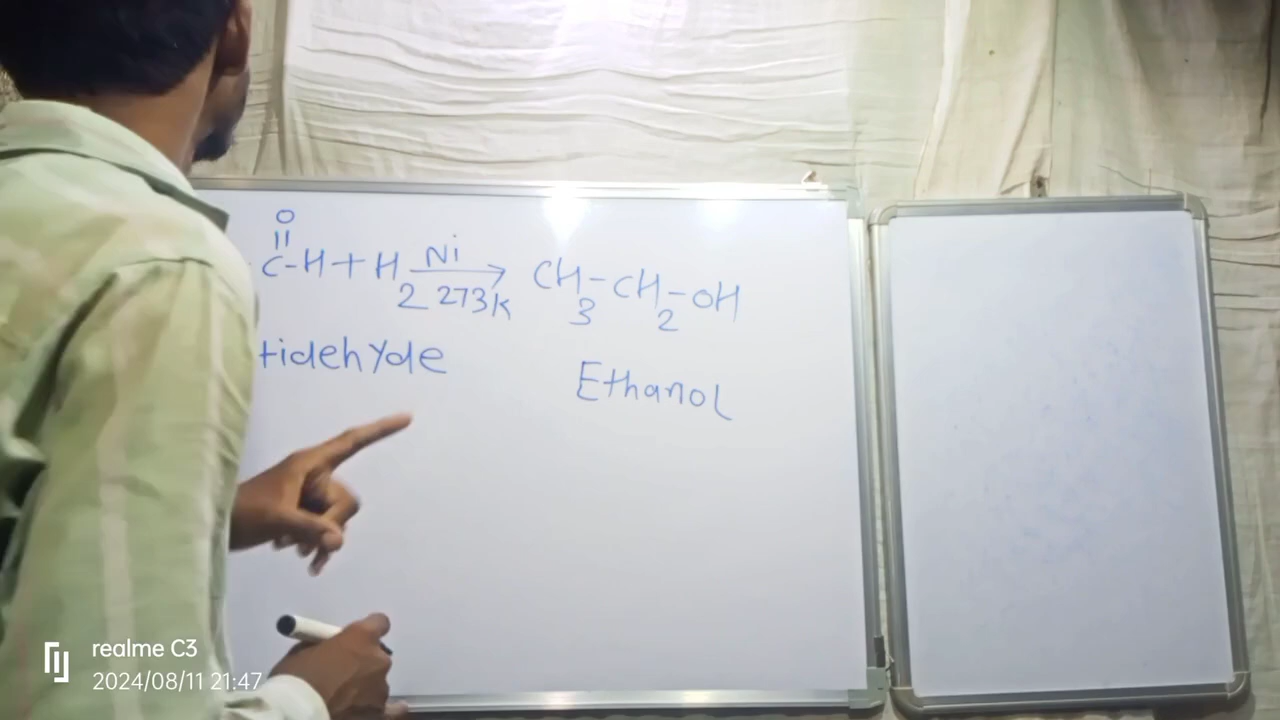 O
||
C-H+H2 Ni 273K → CH3-CH2-OH
tidehyde Ethanol
realme C3
2024/08/11 21:47